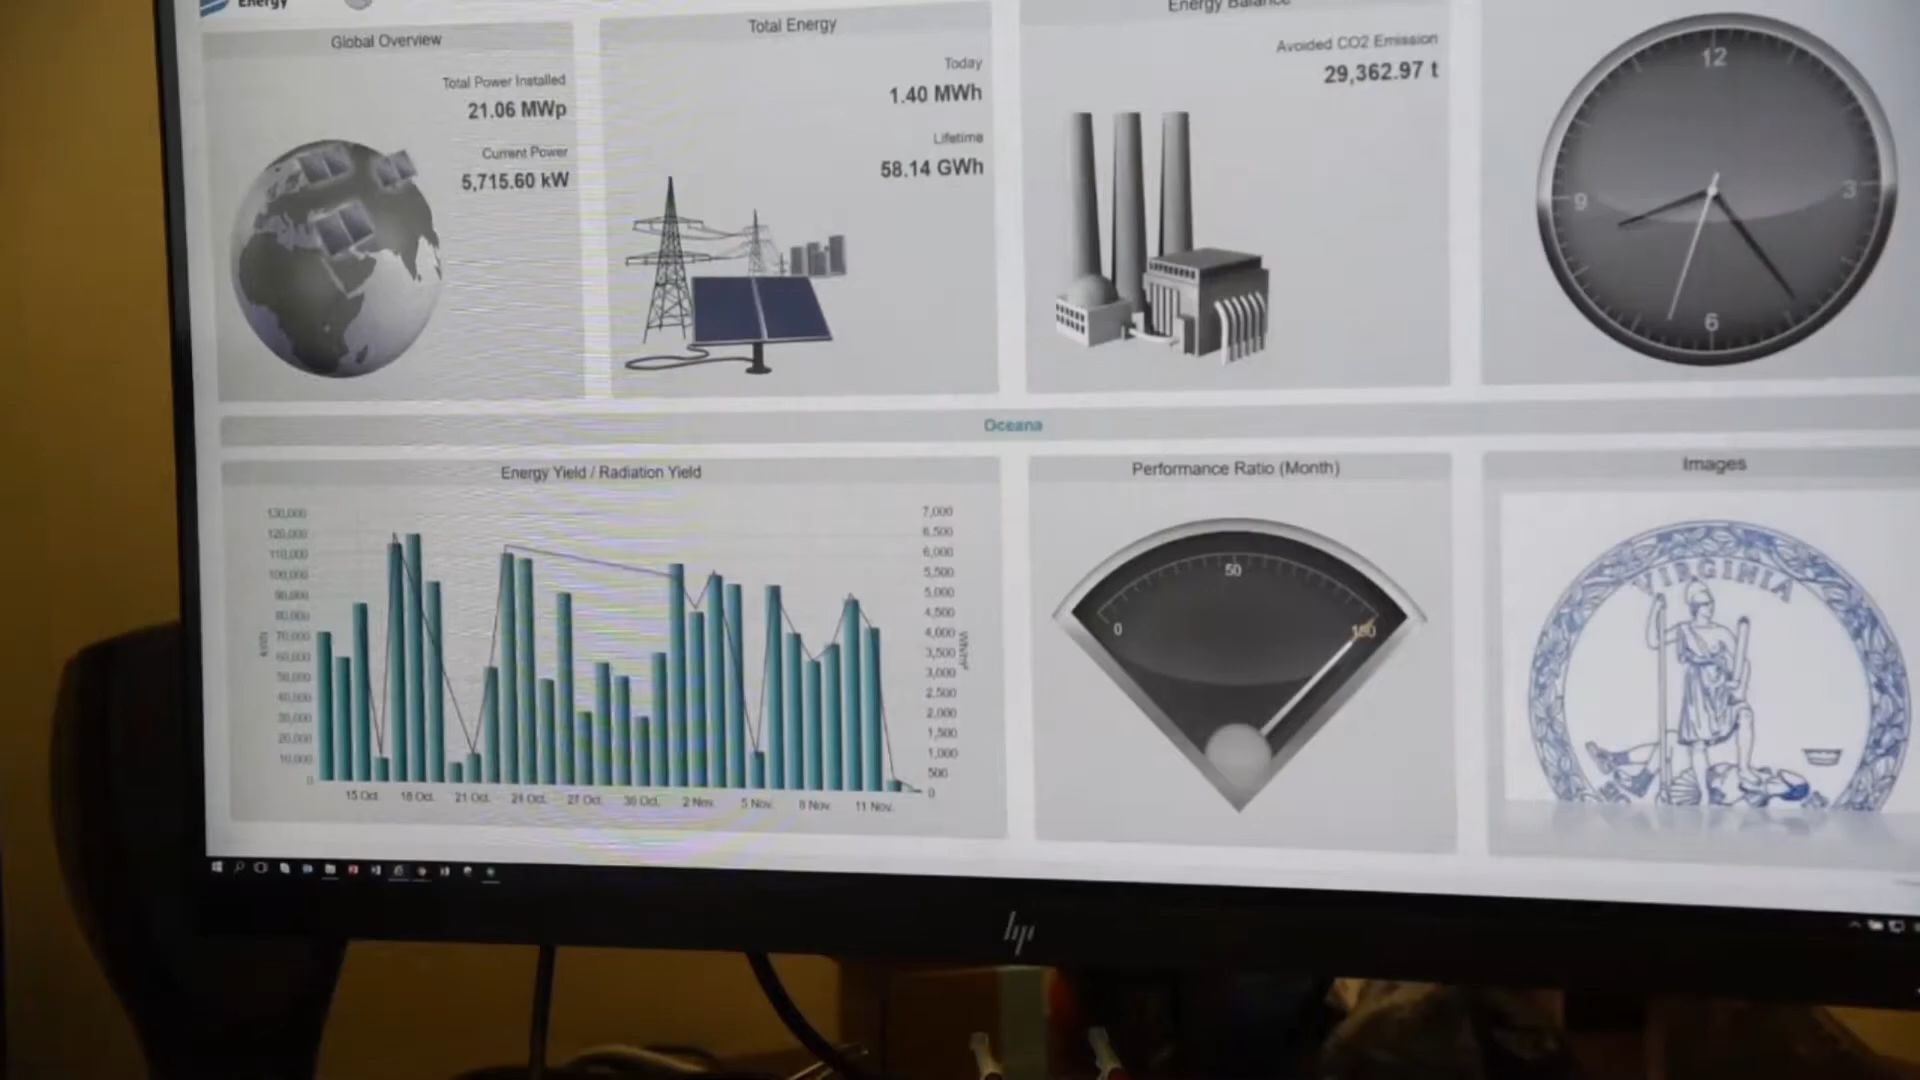 Energy
Global Overview
Total Power Installed
21.06 MWp
Current Power
5,715.60 kW
Total Energy
Today
1.40 MWh
Lifetime
58.14 GWh
Energy Balance
Avoided CO2 Emission
29,362.97 t
12
3
6
9
Oceana
Energy Yield / Radiation Yield
130,000
120,000
110,000
100,000
90,000
80,000
70,000
60,000
50,000
40,000
30,000
20,000
10,000
0
kWh
7,000
6,500
6,000
5,500
5,000
4,500
4,000
3,500
3,000
2,500
2,000
1,500
1,000
500
0
Wh/m²
15 Oct.
18 Oct.
21 Oct.
24 Oct.
27 Oct.
30 Oct.
2 Nov.
5 Nov.
8 Nov.
11 Nov.
Performance Ratio (Month)
0
50
100
Images
VIRGINIA
hp